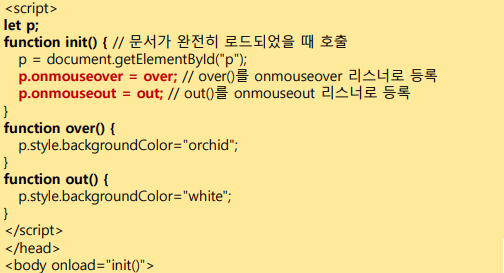 <script>
let p;
function init() { // 문서가 완전히 로드되었을 때 호출
p = document.getElementById("p");
p.onmouseover = over; // over()를 onmouseover 리스너로 등록
p.onmouseout = out; // out()를 onmouseout 리스너로 등록
}
function over() {
p.style.backgroundColor="orchid";
}
function out() {
p.style.backgroundColor="white";
}
</script>
</head>
<body onload="init()">